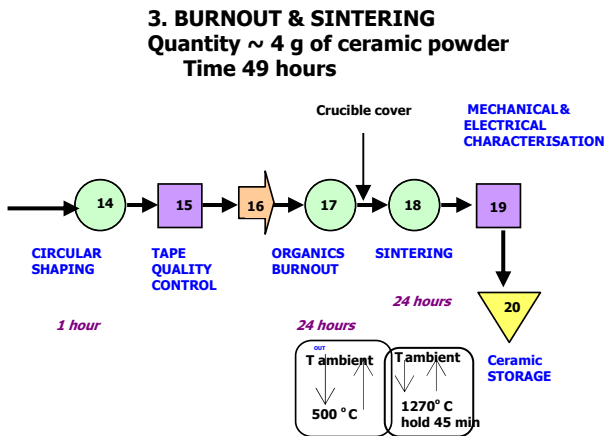 3. BURNOUT & SINTERING
Quantity ~ 4 g of ceramic powder
Time 49 hours
Crucible cover
MECHANICAL &
ELECTRICAL
CHARACTERISATION
14
15
16
17
18
19
CIRCULAR
SHAPING
TAPE
QUALITY
CONTROL
ORGANICS
BURNOUT
SINTERING
1 hour
24 hours
24 hours
20
Ceramic
STORAGE
OUT
T ambient
500 °C
T ambient
1270°C
hold 45 min